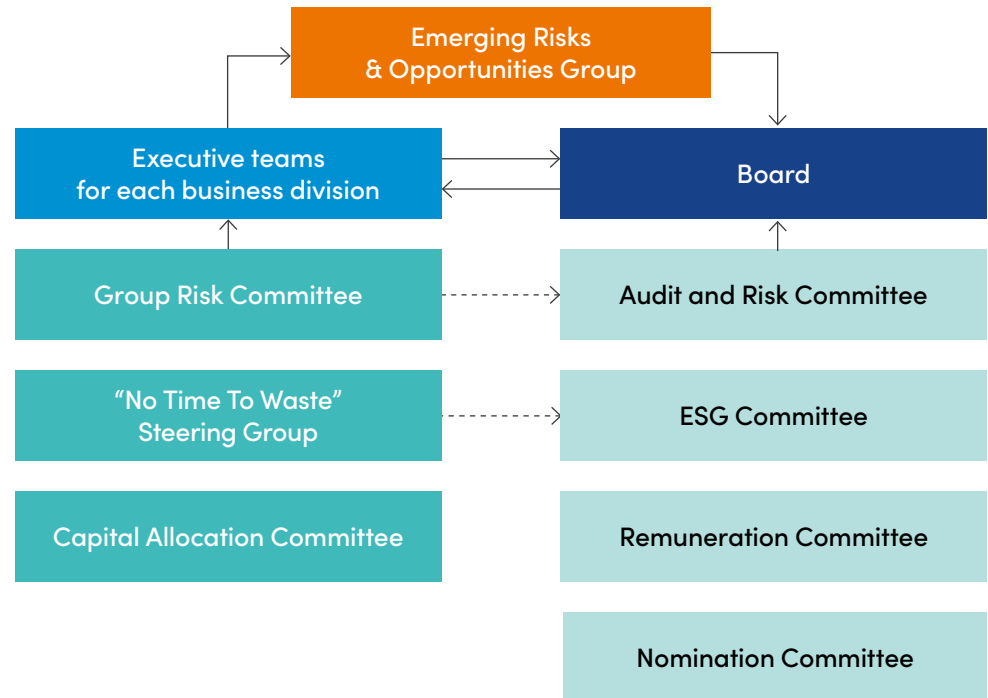 Emerging Risks
& Opportunities Group
Executive teams
for each business division
Board
Group Risk Committee
Audit and Risk Committee
“No Time To Waste”
Steering Group
ESG Committee
Capital Allocation Committee
Remuneration Committee
Nomination Committee